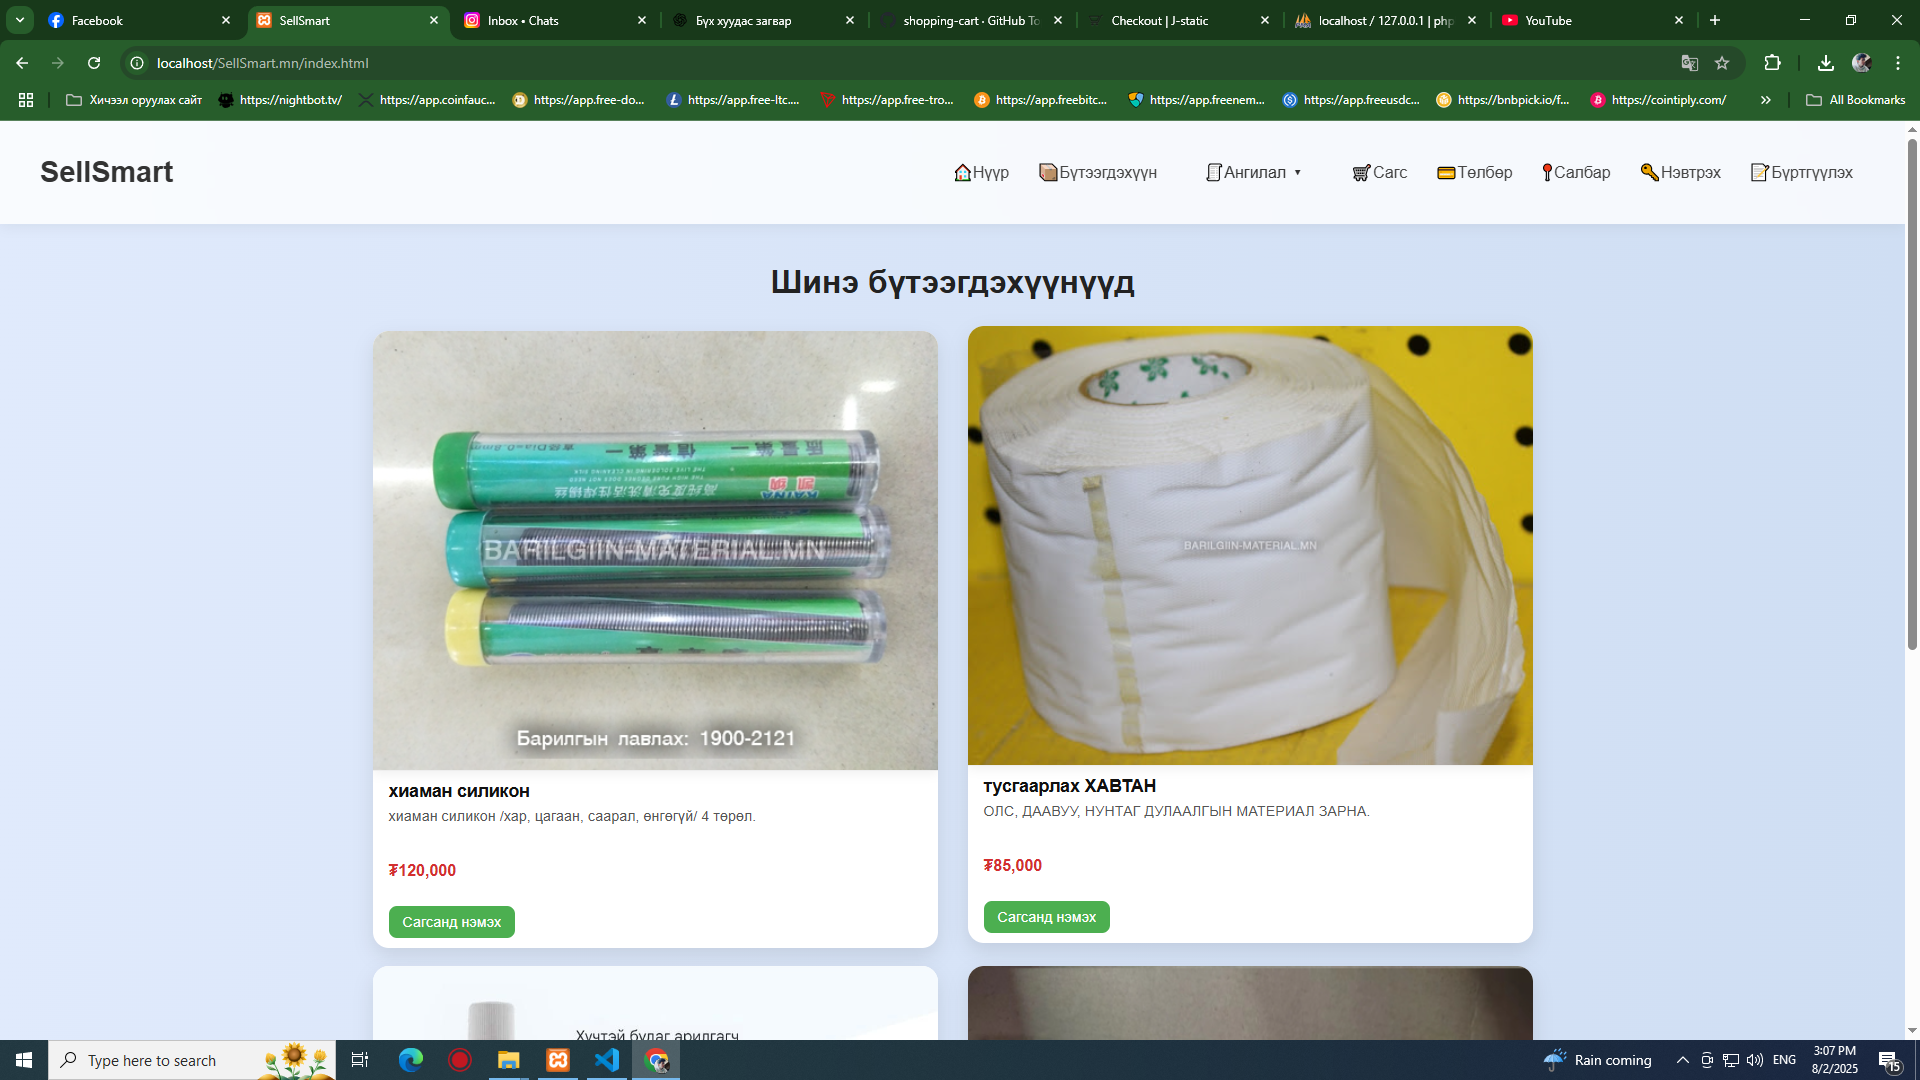 Facebook
SellSmart
Inbox • Chats
Бүх хуудас загвар
shopping-cart · GitHub To
Checkout | J-static
localhost / 127.0.0.1 | php
YouTube
localhost/SellSmart.mn/index.html
Хичээл оруулах сайт
https://nightbot.tv/
https://app.coinfauc...
https://app.free-do...
https://app.free-ltc....
https://app.free-tro...
https://app.freebitc...
https://app.freenem...
https://app.freeusdc...
https://bnbpick.io/f...
https://cointiply.com/
All Bookmarks
SellSmart
Нүүр
Бүтээгдэхүүн
Ангилал ▼
Сагс
Төлбөр
Салбар
Нэвтрэх
Бүртгүүлэх
Шинэ бүтээгдэхүүнүүд
BARILGIIN-MATERIAL.MN
Барилгын лавлах: 1900-2121
BARILGIIN-MATERIAL.MN
хиаман силикон
хиаман силикон /хар, цагаан, саарал, өнгөгүй/ 4 төрөл.
₮120,000
Сагсанд нэмэх
тусгаарлах ХАВТАН
ОЛС, ДААВУУ, НУНТАГ ДУЛААЛГЫН МАТЕРИАЛ ЗАРНА.
₮85,000
Сагсанд нэмэх
Хүчтэй будаг арилгагч
Type here to search
Rain coming
ENG
3:07 PM
8/2/2025
15